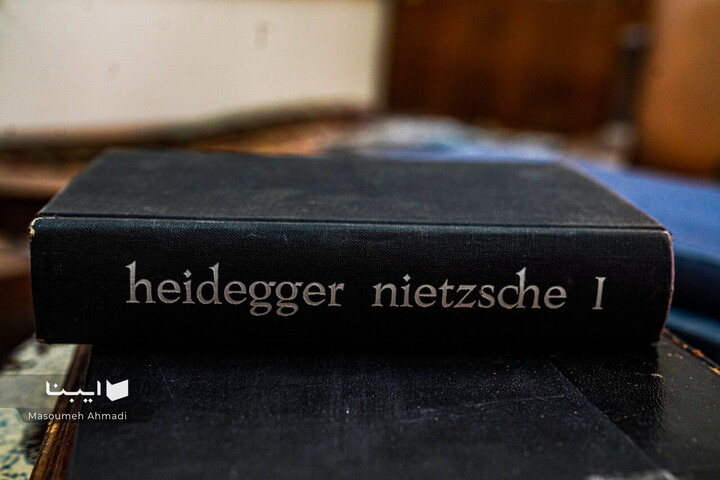 heidegger nietzsche I
ایبنا
Masoumeh Ahmadi